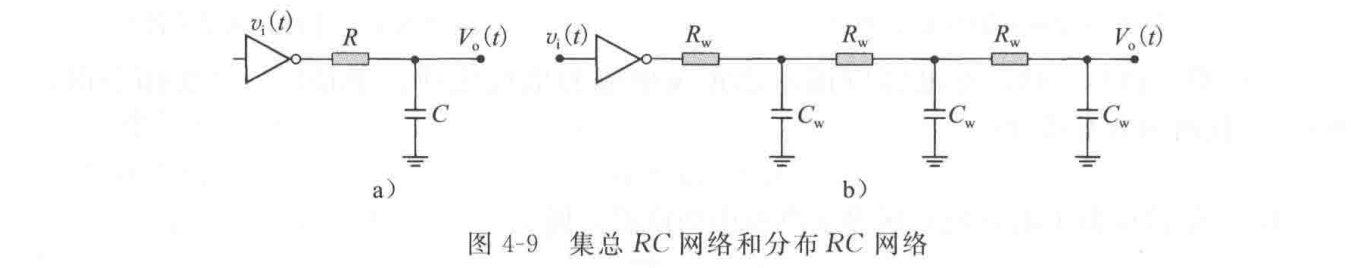 v_i(t) R V_o(t) v_i(t) R_w R_w R_w V_o(t)
C C_w C_w C_w
a） b）
图 4-9 集总 RC 网络和分布 RC 网络